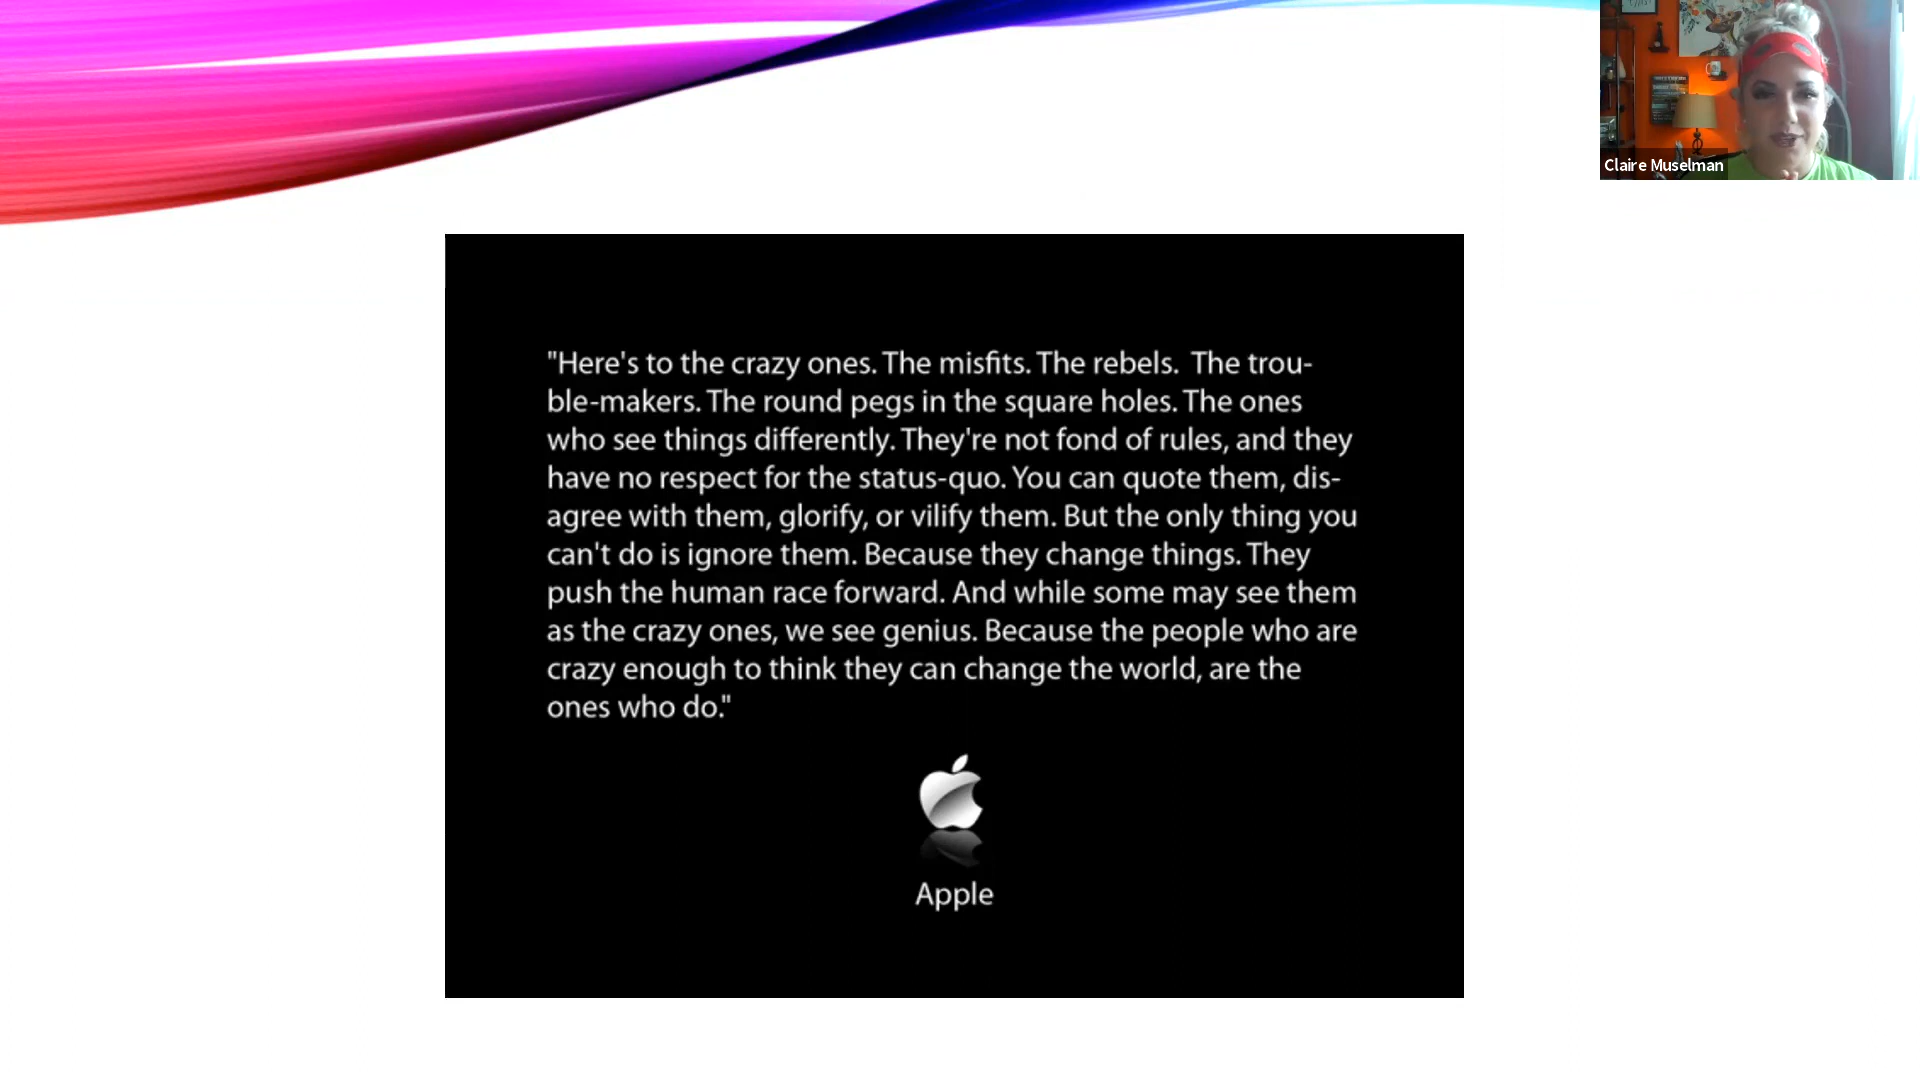 Claire Muselman
"Here's to the crazy ones. The misfits. The rebels.  The trou-
ble-makers. The round pegs in the square holes. The ones
who see things differently. They're not fond of rules, and they
have no respect for the status-quo. You can quote them, dis-
agree with them, glorify, or vilify them. But the only thing you
can't do is ignore them. Because they change things. They
push the human race forward. And while some may see them
as the crazy ones, we see genius. Because the people who are
crazy enough to think they can change the world, are the
ones who do."
Apple